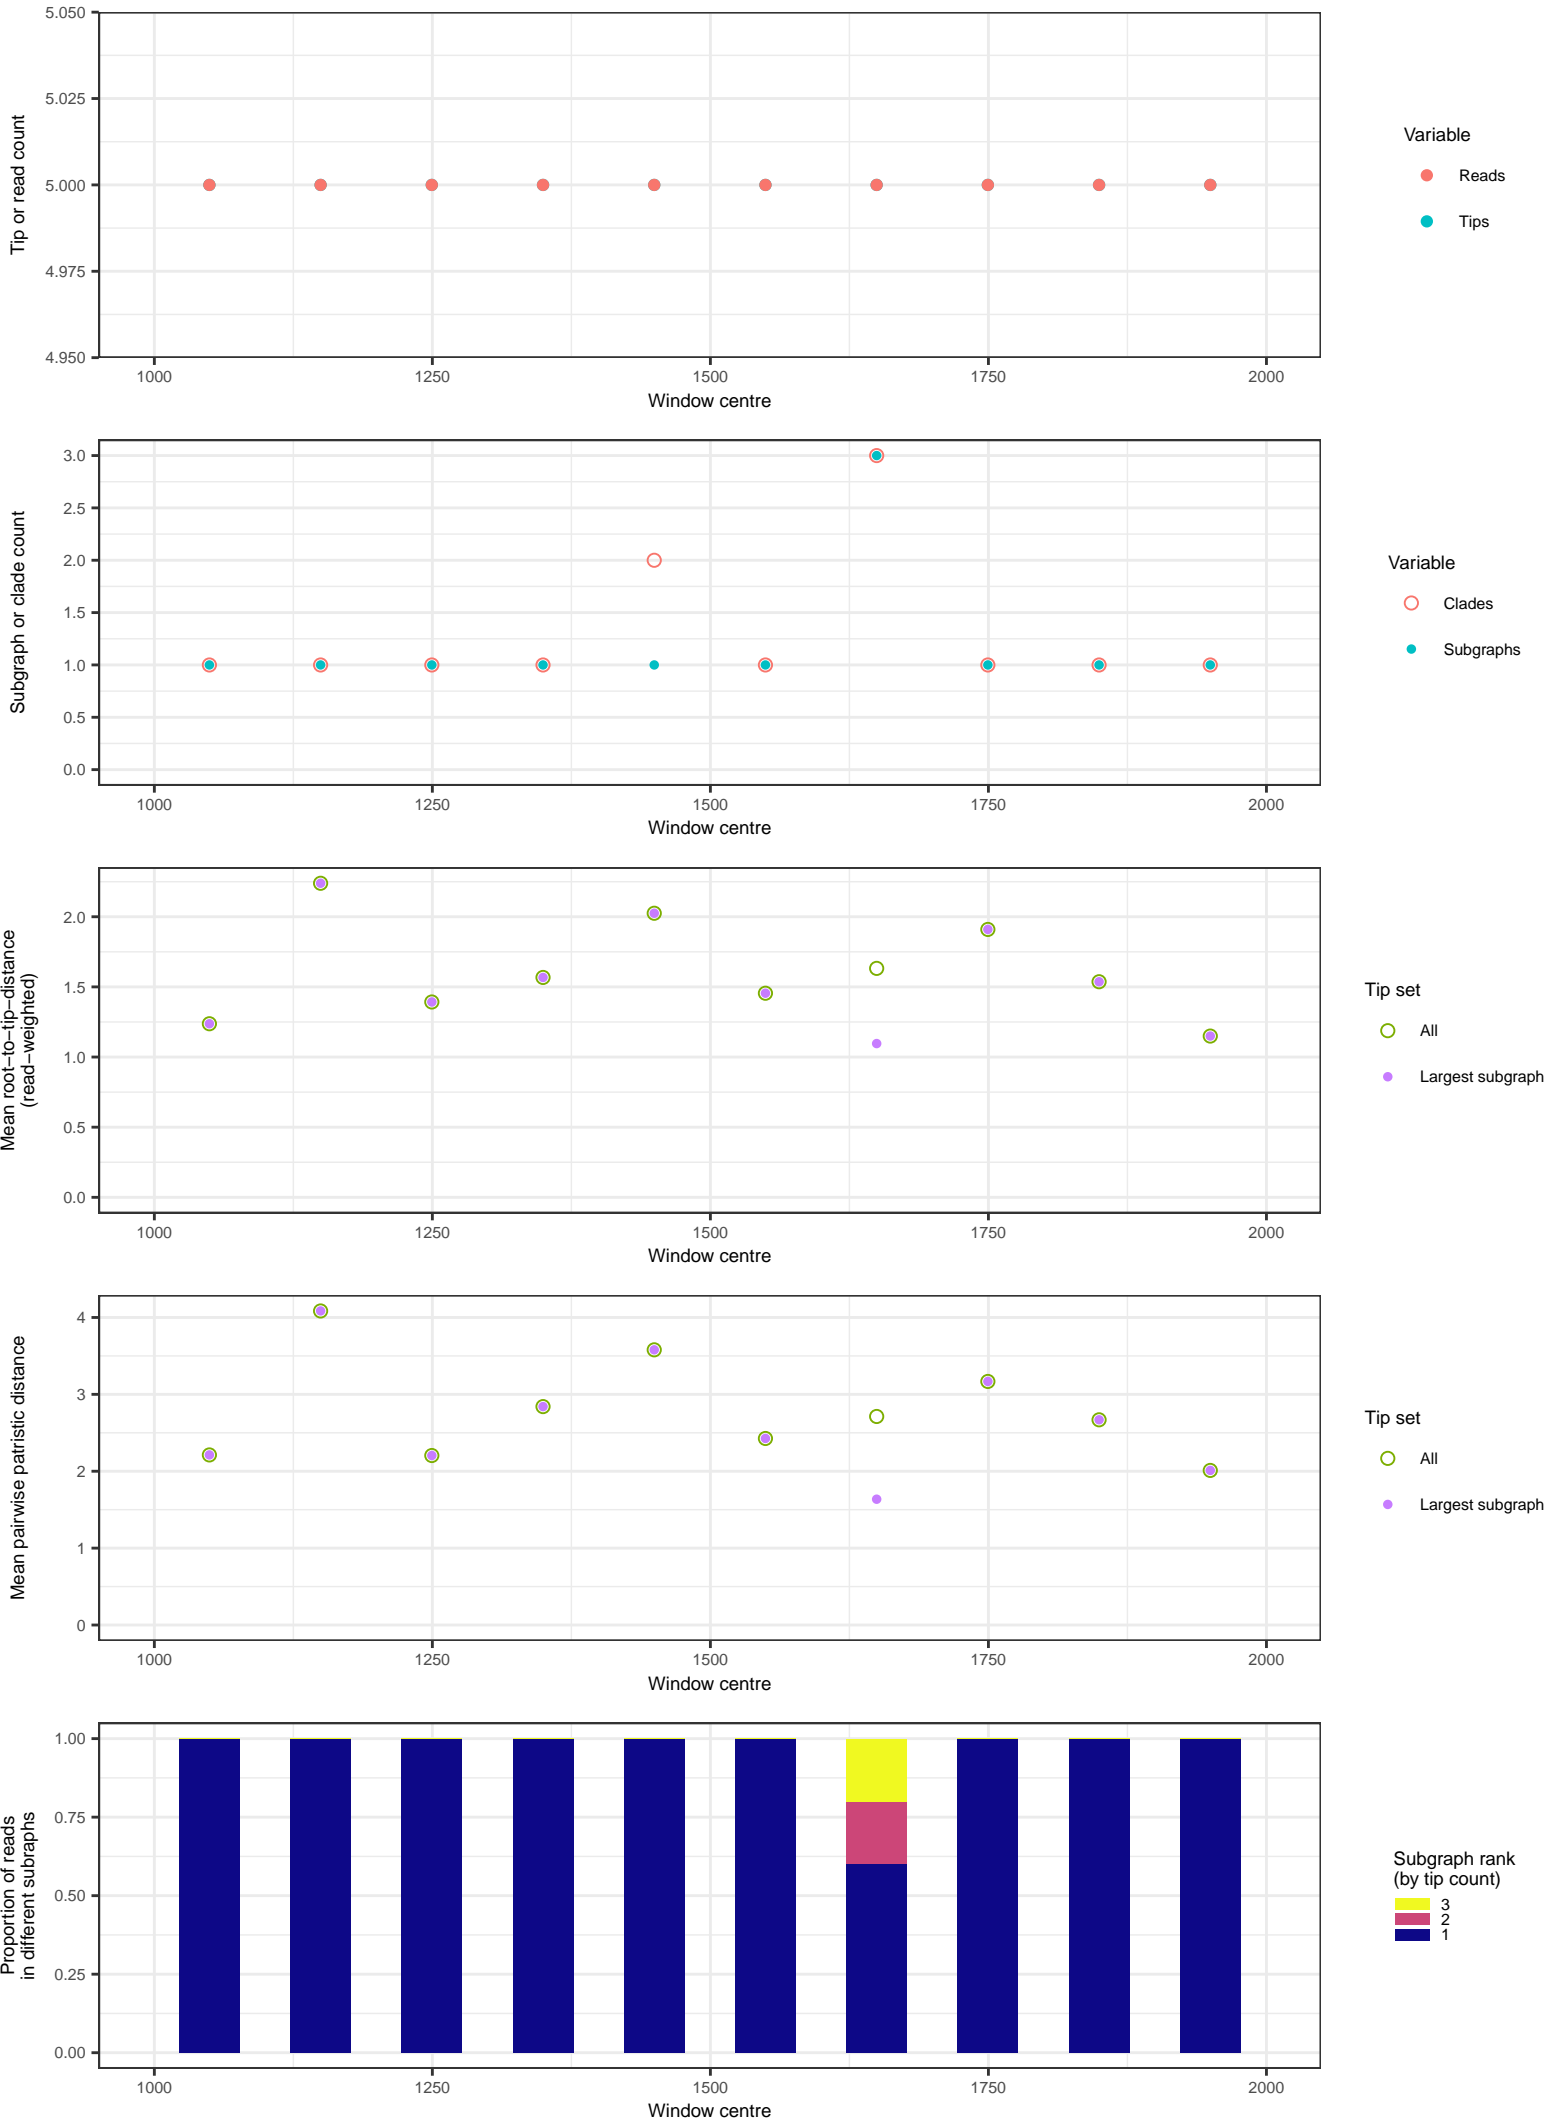 5.050
5.025
5.000
4.975
4.950
Tip or read count
1000 1250 1500 1750 2000
Window centre
Variable
Reads
Tips
3.0
2.5
2.0
1.5
1.0
0.5
0.0
Subgraph or clade count
1000 1250 1500 1750 2000
Window centre
Variable
Clades
Subgraphs
2.0
1.5
1.0
0.5
0.0
Mean root−to−tip−distance
(read−weighted)
1000 1250 1500 1750 2000
Window centre
Tip set
All
Largest subgraph
4
3
2
1
0
Mean pairwise patristic distance
1000 1250 1500 1750 2000
Window centre
Tip set
All
Largest subgraph
1.00
0.75
0.50
0.25
0.00
Proportion of reads
in different subraphs
1000 1250 1500 1750 2000
Window centre
Subgraph rank
(by tip count)
3
2
1